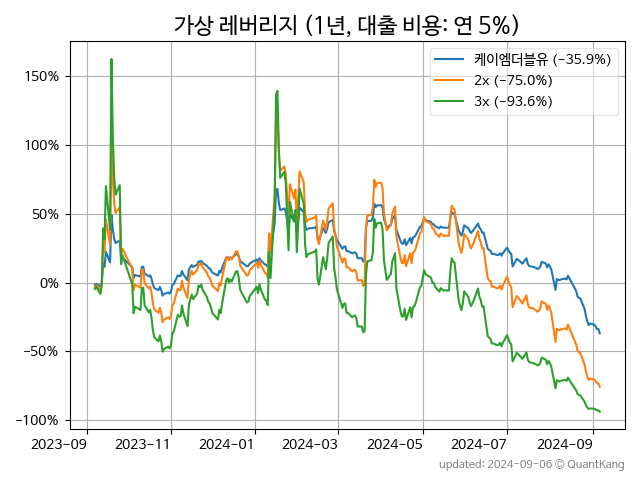 가상 레버리지 (1년, 대출 비용: 연 5%)
케이엠더블유 (−35.9%)
2x (−75.0%)
3x (−93.6%)
150%
100%
50%
0%
−50%
−100%
2023-09 2023-11 2024-01 2024-03 2024-05 2024-07 2024-09
updated: 2024-09-06 © QuantKang